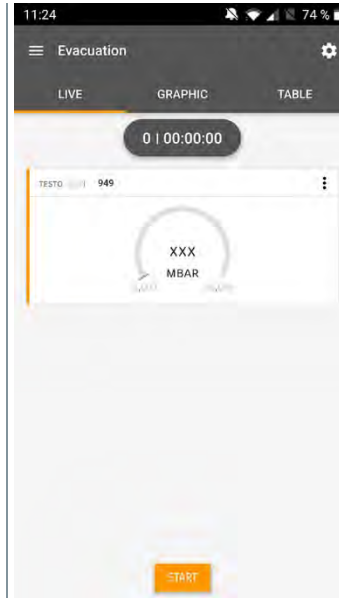 11:24 74 %
Evacuation
LIVE GRAPHIC TABLE
0 | 00:00:00
TESTO 949
XXX
MBAR
START